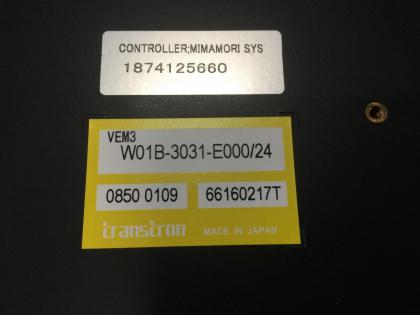 CONTROLLER;MIMAMORI SYS
1874125660
VEM3
W01B-3031-E000/24
0850 0109 66160217T
transtron MADE IN JAPAN